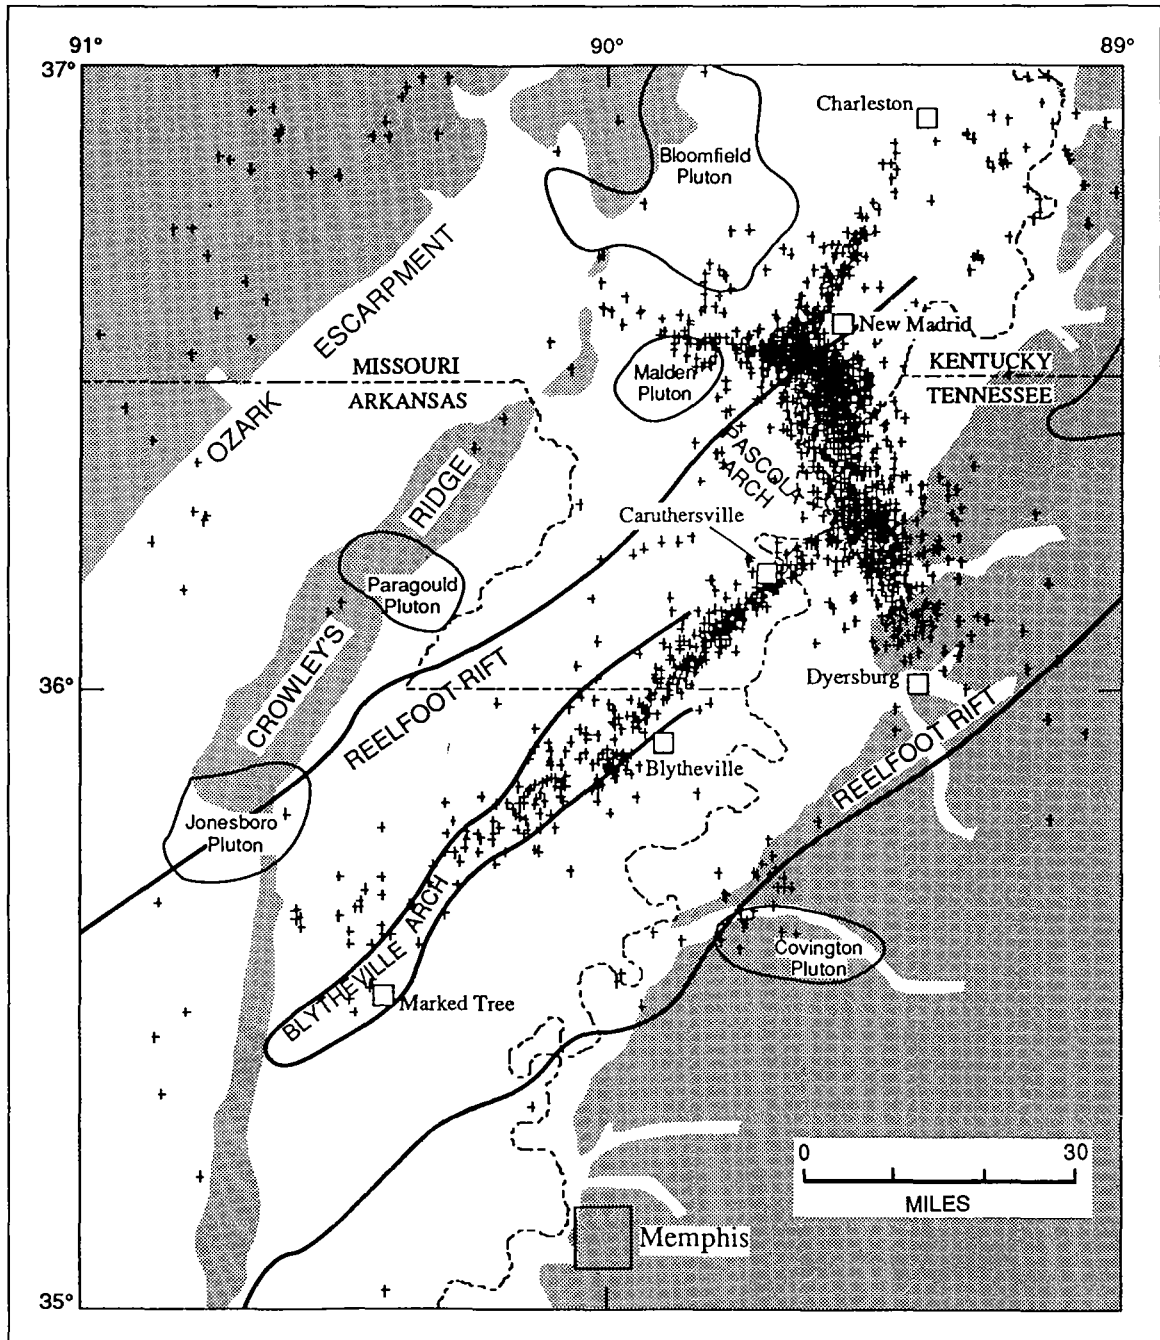 91°
90°
89°
37°
Charleston
Bloomfield
Pluton
OZARK ESCARPMENT
New Madrid
MISSOURI
ARKANSAS
KENTUCKY
TENNESSEE
Malden
Pluton
PASCOLA
ARCH
CROWLEY'S RIDGE
Caruthersville
Paragould
Pluton
REELFOOT RIFT
36°
Dyersburg
REELFOOT RIFT
Blytheville
Jonesboro
Pluton
BLYTHEVILLE ARCH
Covington
Pluton
Marked Tree
0
30
MILES
Memphis
35°